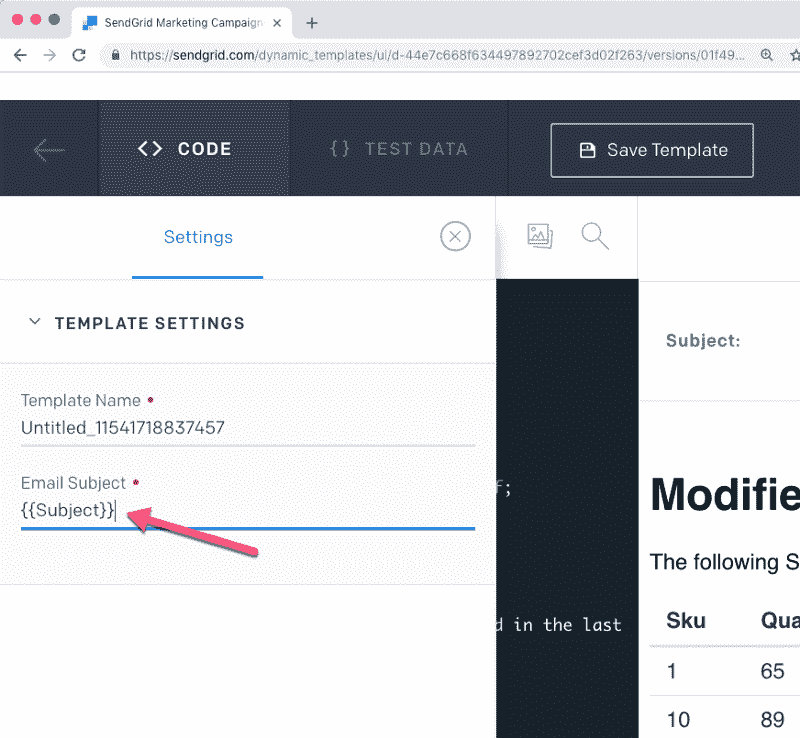 SendGrid Marketing Campaign
https://sendgrid.com/dynamic_templates/ui/d-44e7c668f634497892702cef3d02f263/versions/01f49...
<> CODE
{} TEST DATA
Save Template
Settings
TEMPLATE SETTINGS
Template Name
Untitled_11541718837457
Email Subject
{{Subject}}
f;
d in the last
Subject:
Modifie
The following S
Sku Qua
1 65
10 89